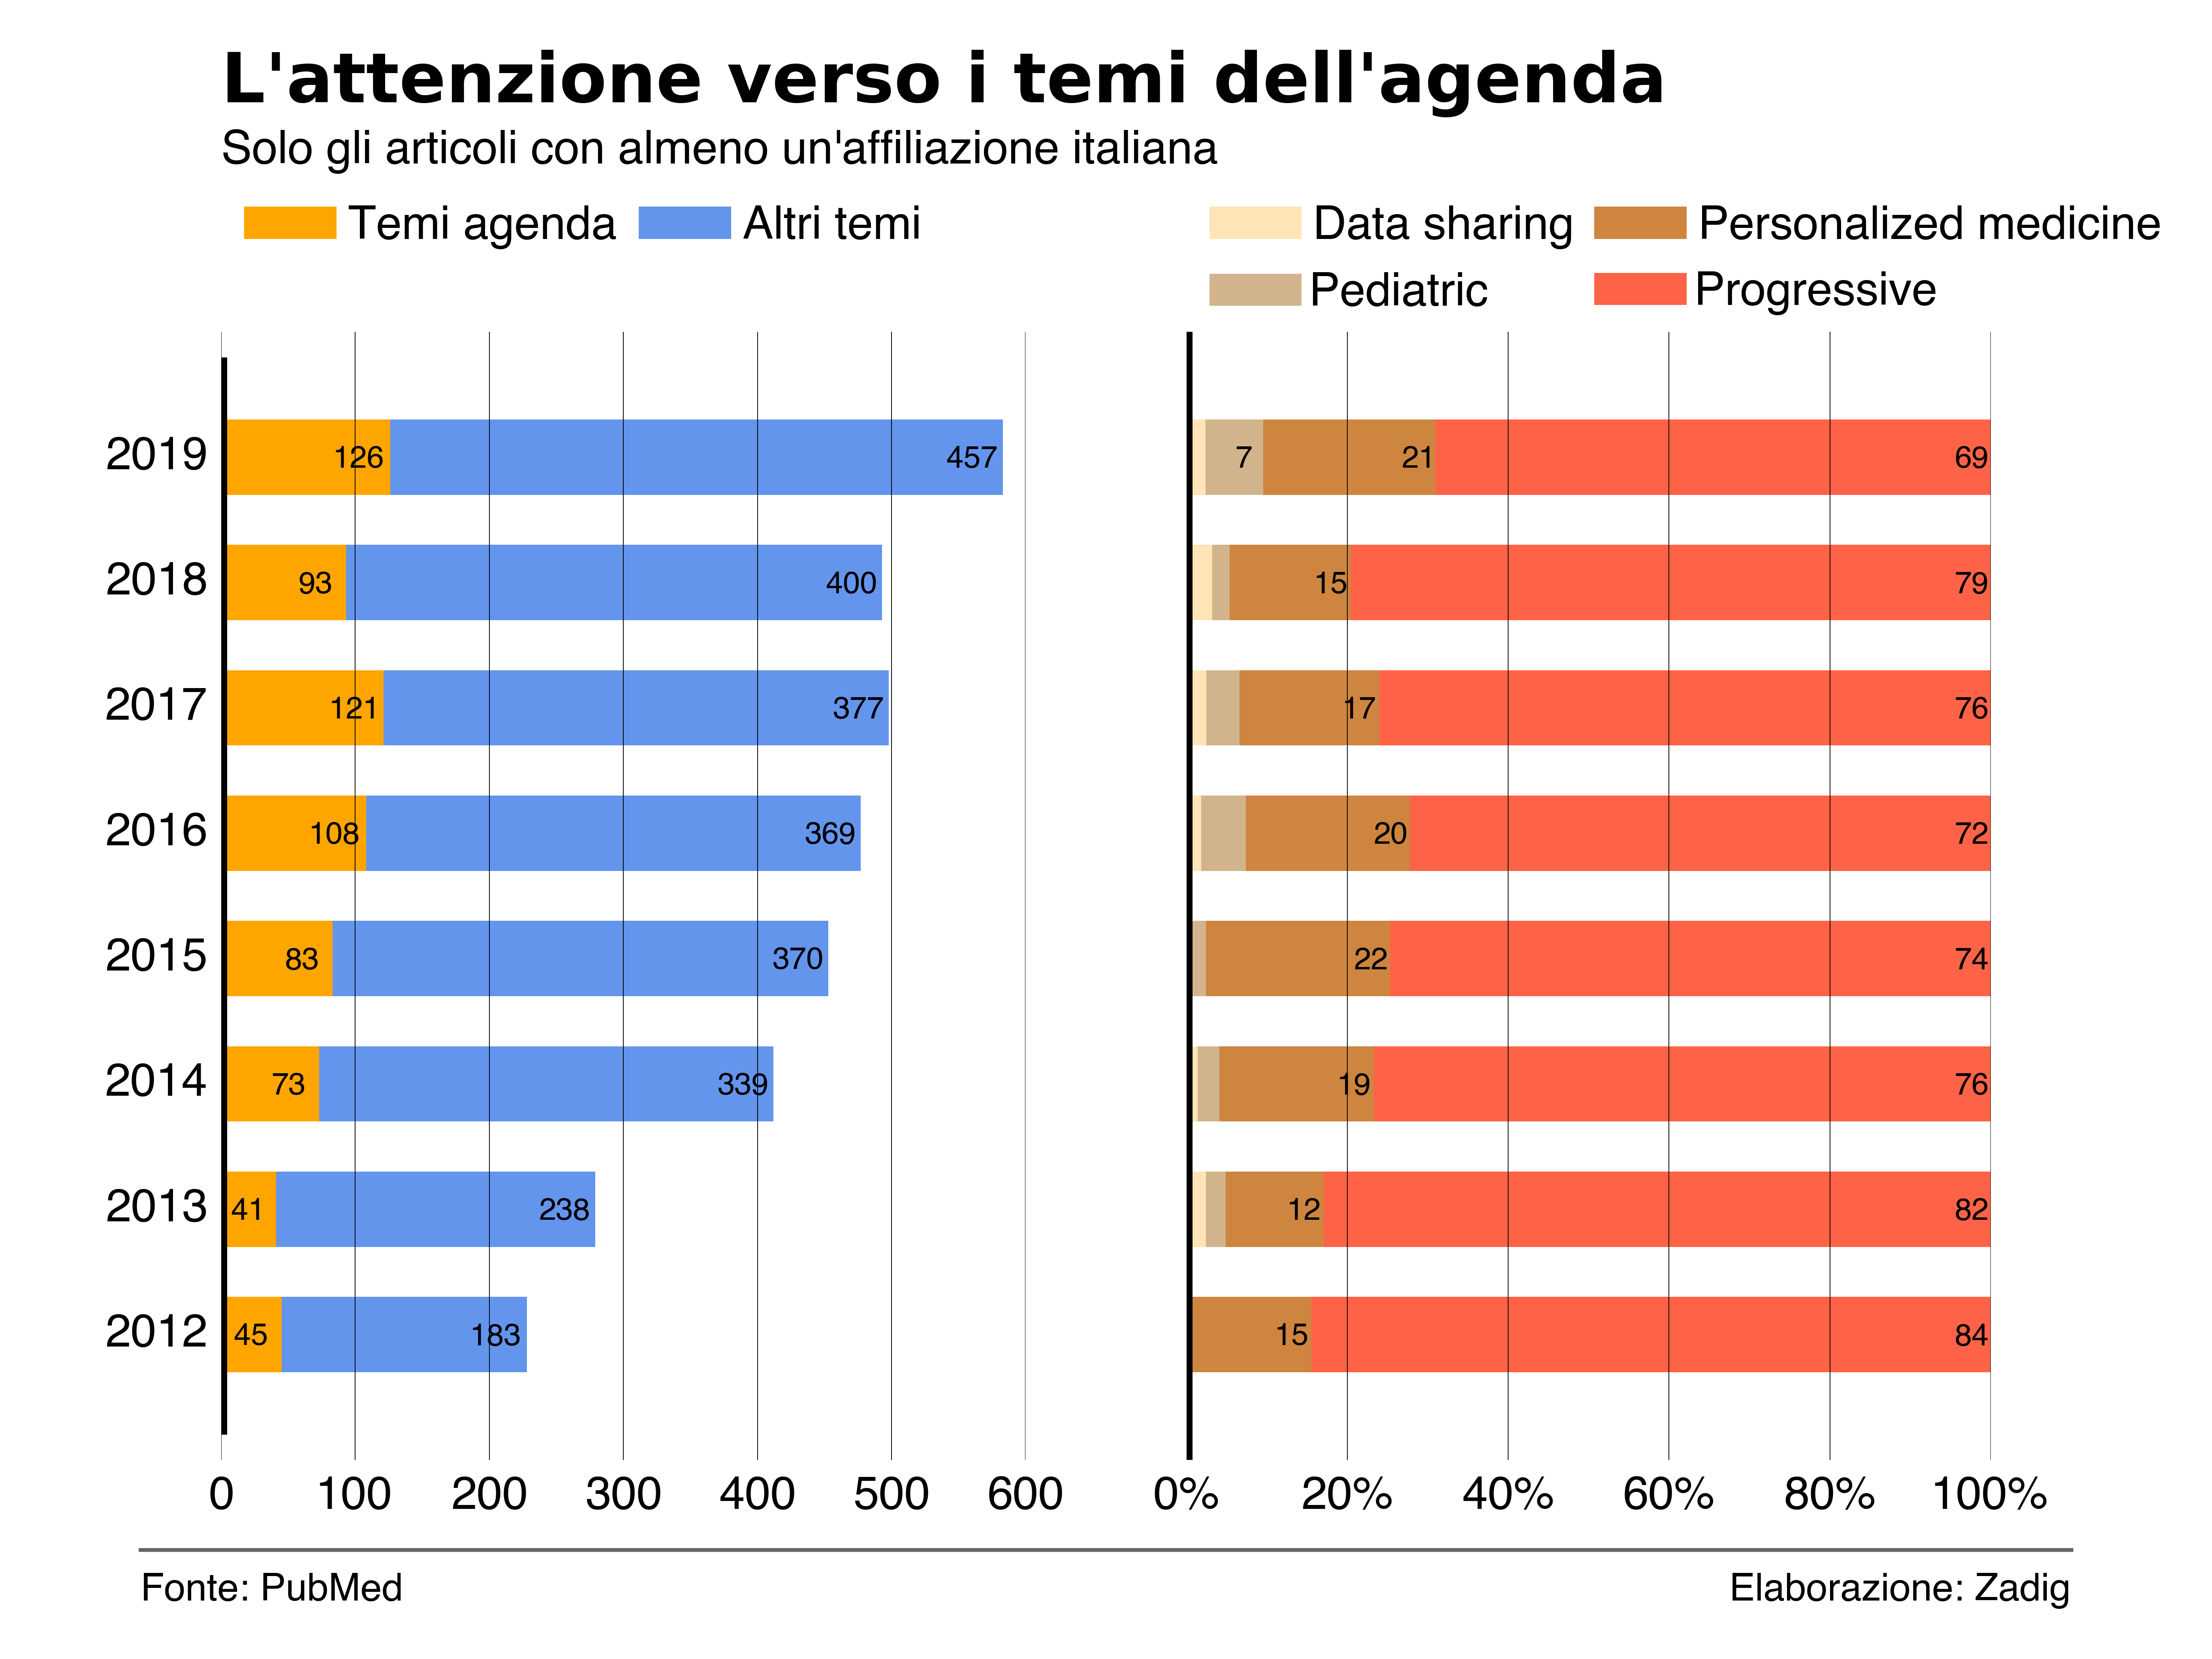 L'attenzione verso i temi dell'agenda
Solo gli articoli con almeno un'affiliazione italiana
Temi agenda Altri temi
Data sharing Personalized medicine
Pediatric Progressive
2019 126 457 7 21 69
2018 93 400 15 79
2017 121 377 17 76
2016 108 369 20 72
2015 83 370 22 74
2014 73 339 19 76
2013 41 238 12 82
2012 45 183 15 84
0 100 200 300 400 500 600 0% 20% 40% 60% 80% 100%
Fonte: PubMed Elaborazione: Zadig